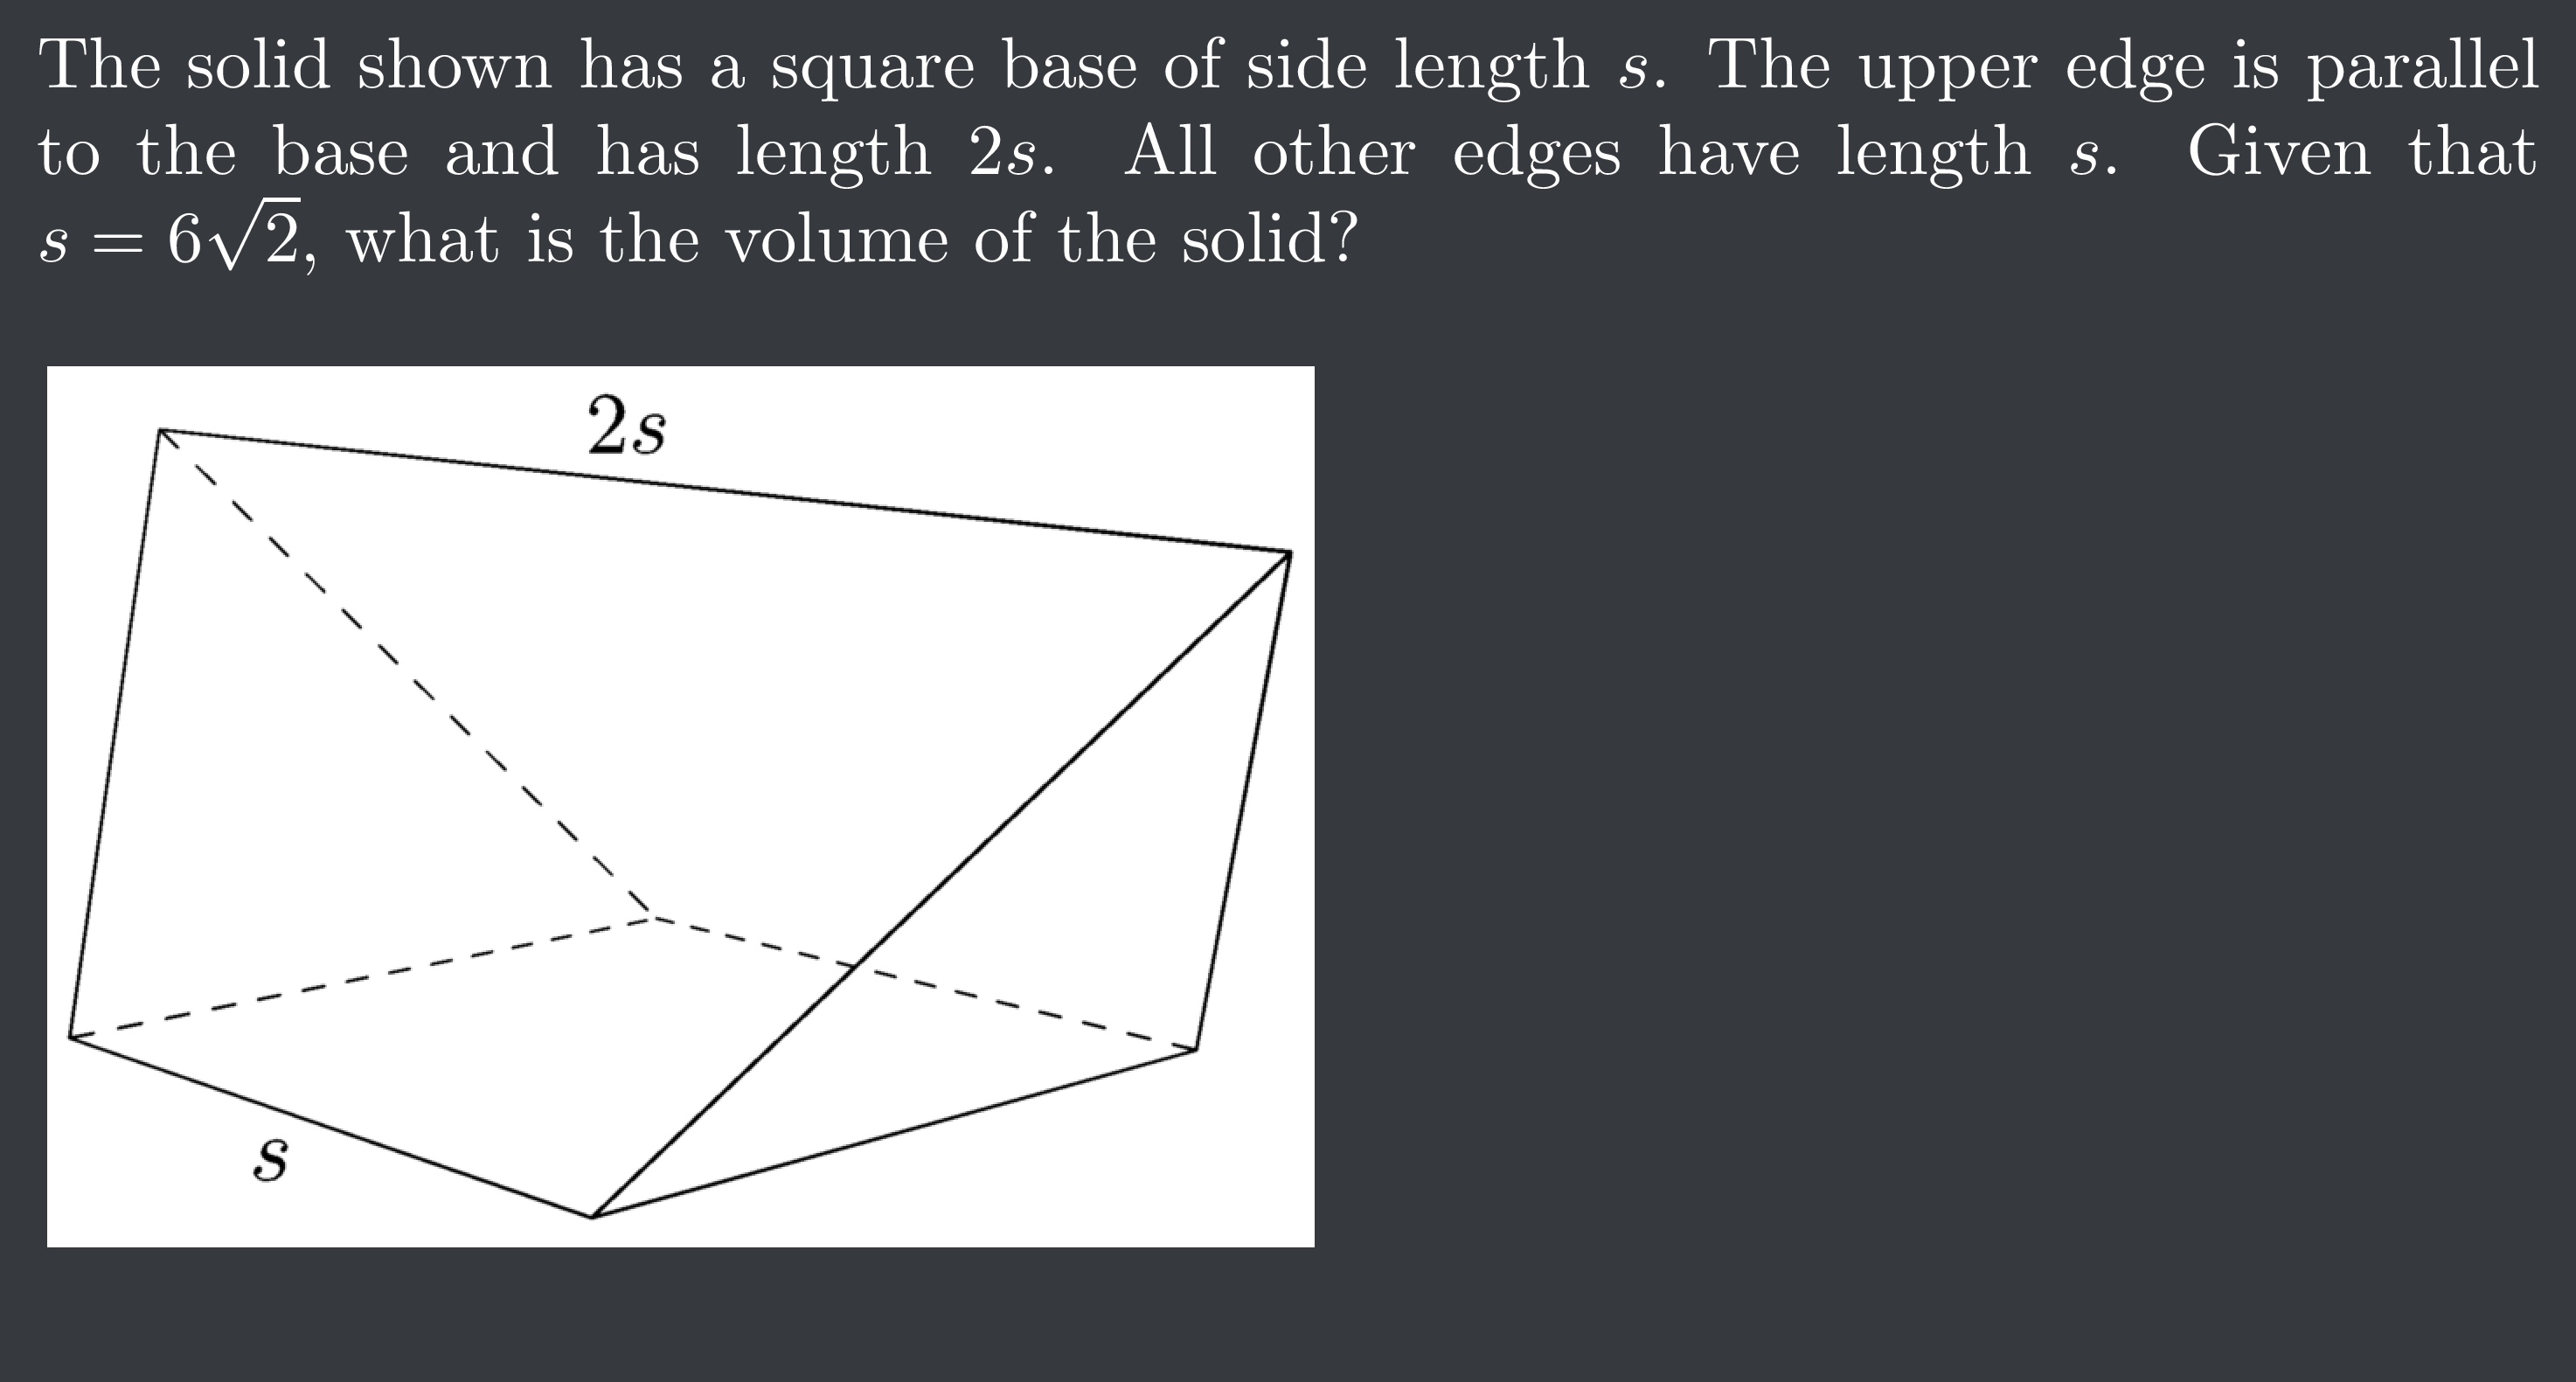 The solid shown has a square base of side length s. The upper edge is parallel
to the base and has length 2s. All other edges have length s. Given that
s = 6√2, what is the volume of the solid?
2s
s